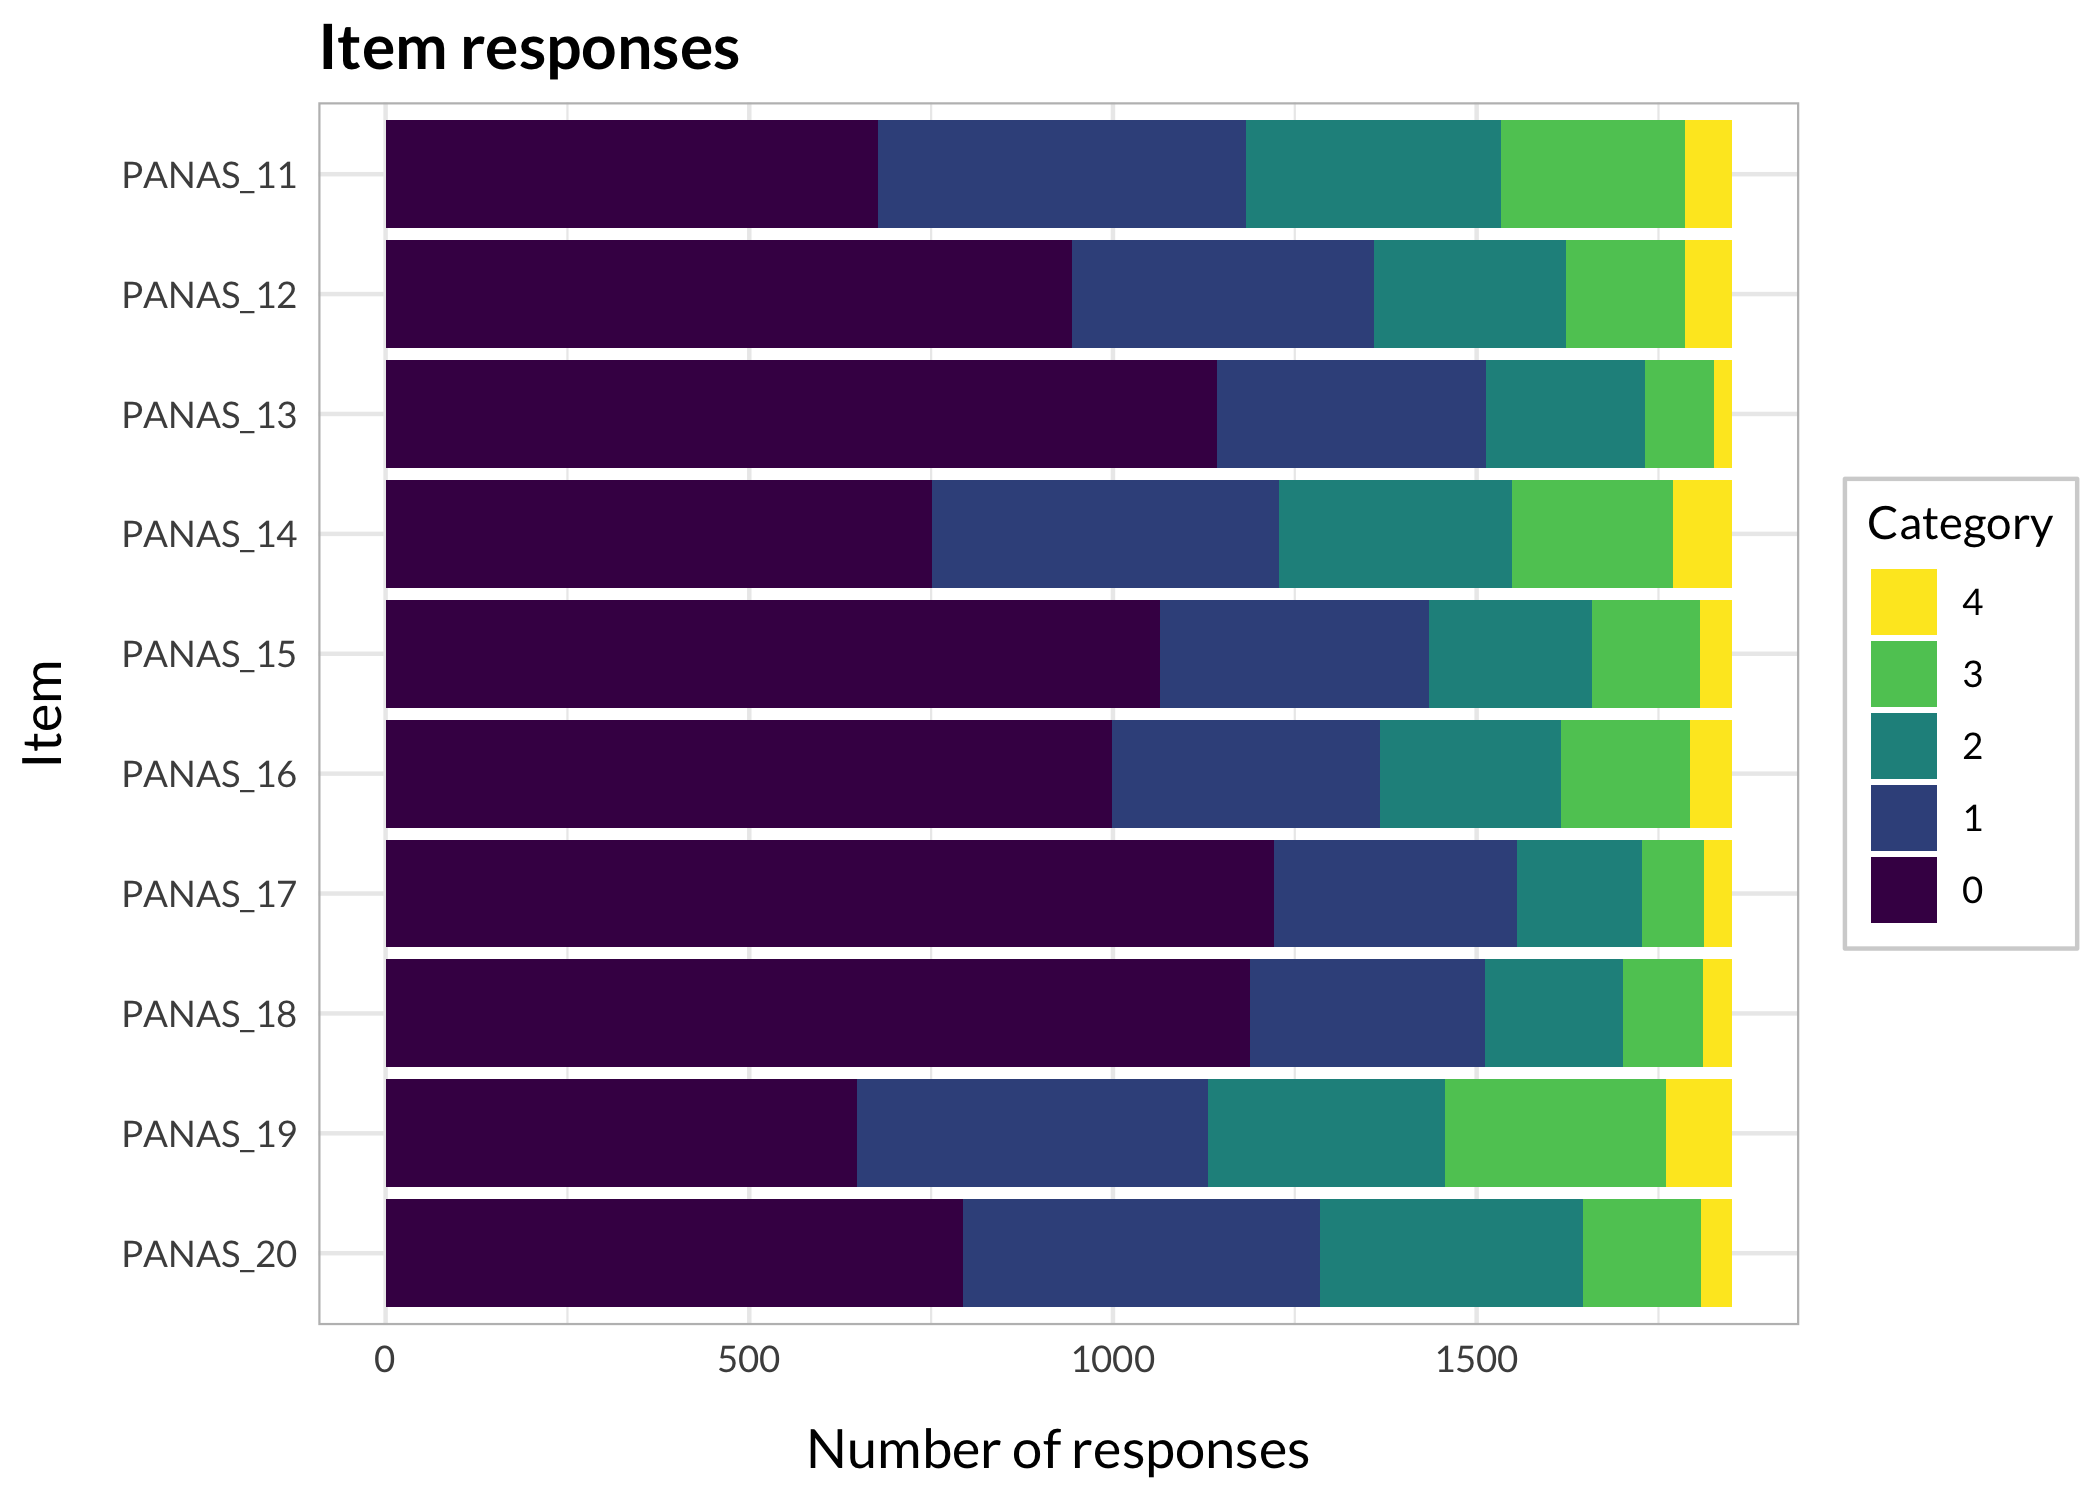 Item responses
PANAS_11
PANAS_12
PANAS_13
PANAS_14
PANAS_15
PANAS_16
PANAS_17
PANAS_18
PANAS_19
PANAS_20
Item
0 500 1000 1500
Number of responses
Category
4
3
2
1
0